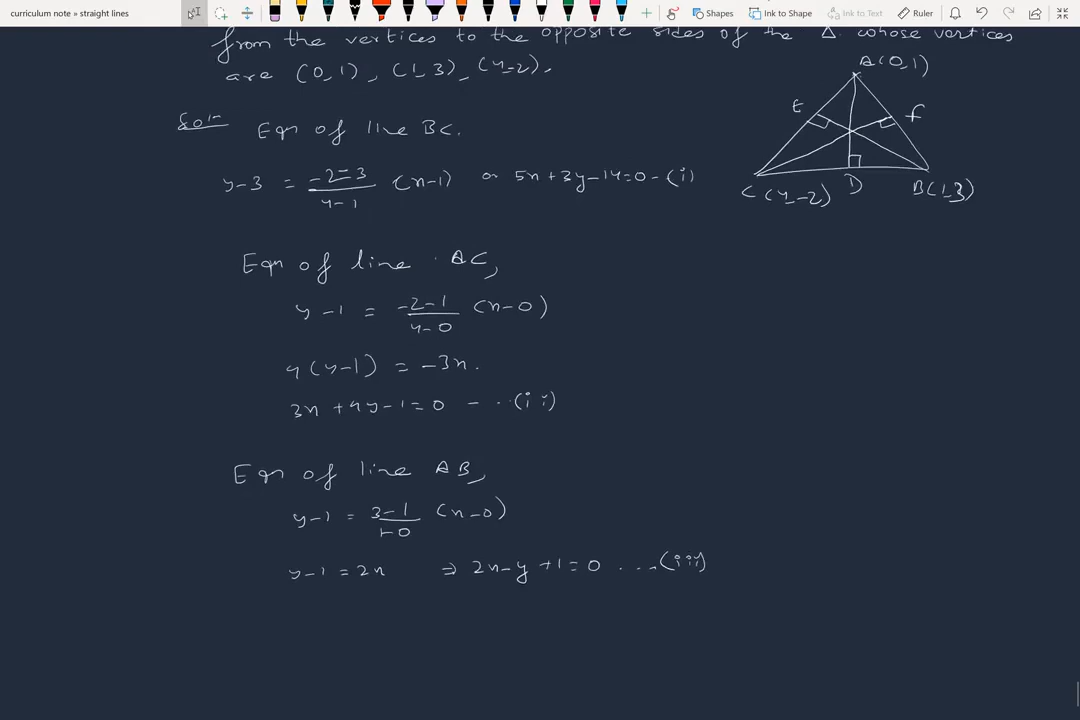 curriculum note » straight lines
Shapes
Ink to Shape
Ink to Text
Ruler
from the vertices to the opposite sides of the Δ. whose vertices
are (0,1), (1,3), (4,-2).
A(0,1)
E
F
C(4,-2)
D
B(1,3)
Soln
Eqn of line BC.
y-3 = \frac{-2-3}{4-1} (x-1) or 5x+3y-14=0 -(i)
Eqn of line AC,
y-1 = \frac{-2-1}{4-0} (x-0)
4(y-1) = -3x.
3x+4y-1=0 - ..(ii)
Eqn of line AB,
y-1 = \frac{3-1}{1-0} (x-0)
y-1 = 2x ⇒ 2x-y+1=0 ...(iii)